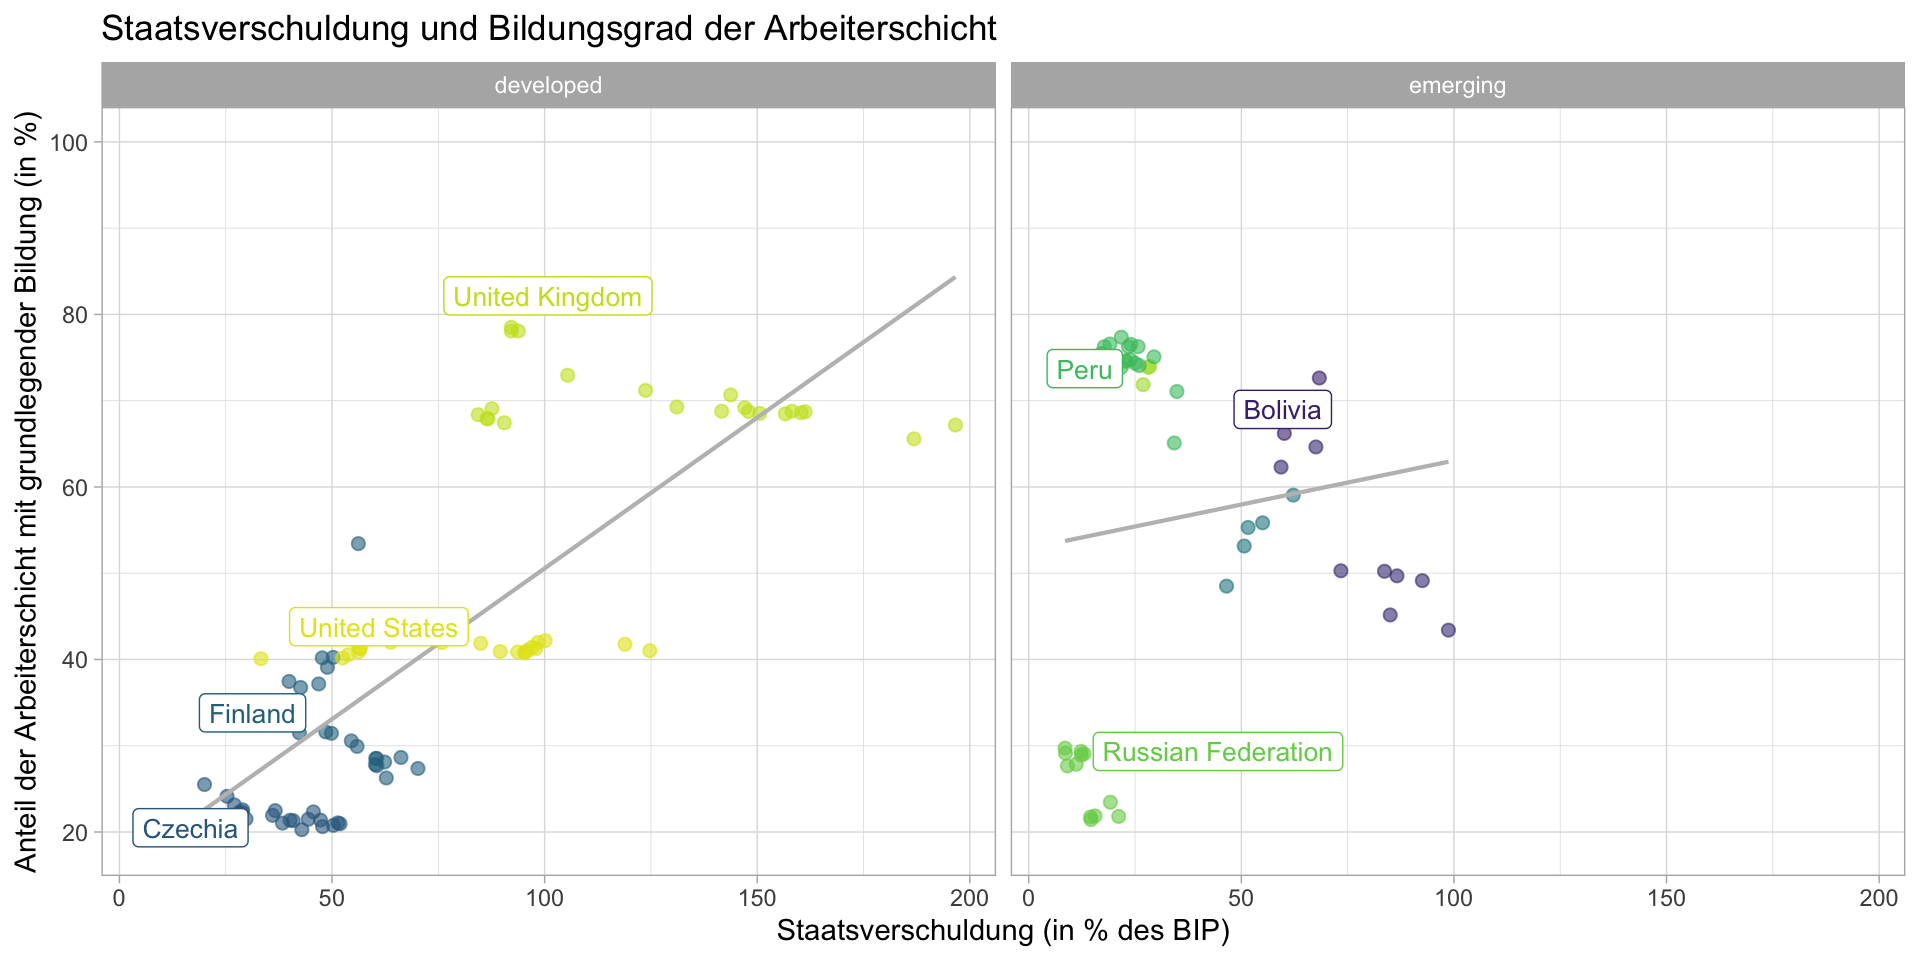 Staatsverschuldung und Bildungsgrad der Arbeiterschicht
developed
emerging
Anteil der Arbeiterschicht mit grundlegender Bildung (in %)
100
80
60
40
20
United Kingdom
United States
Finland
Czechia
Peru
Bolivia
Russian Federation
0 50 100 150 200
0 50 100 150 200
Staatsverschuldung (in % des BIP)